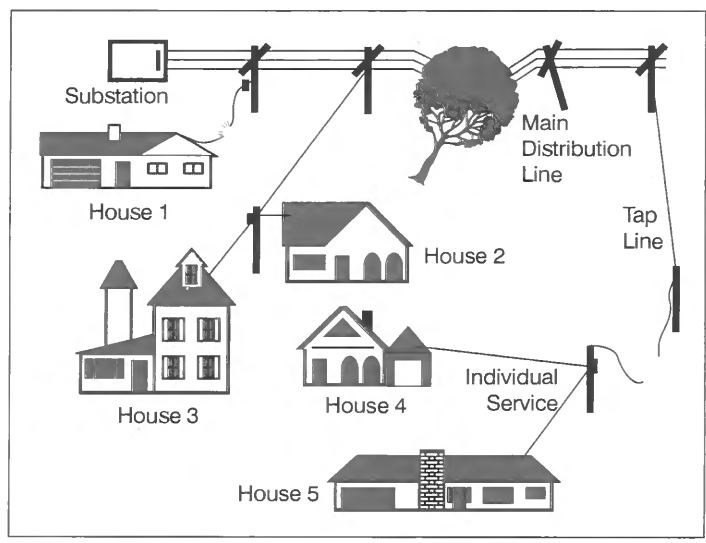 Substation
Main
Distribution
Line
House 1
Tap
Line
House 2
House 3
House 4
Individual
Service
House 5